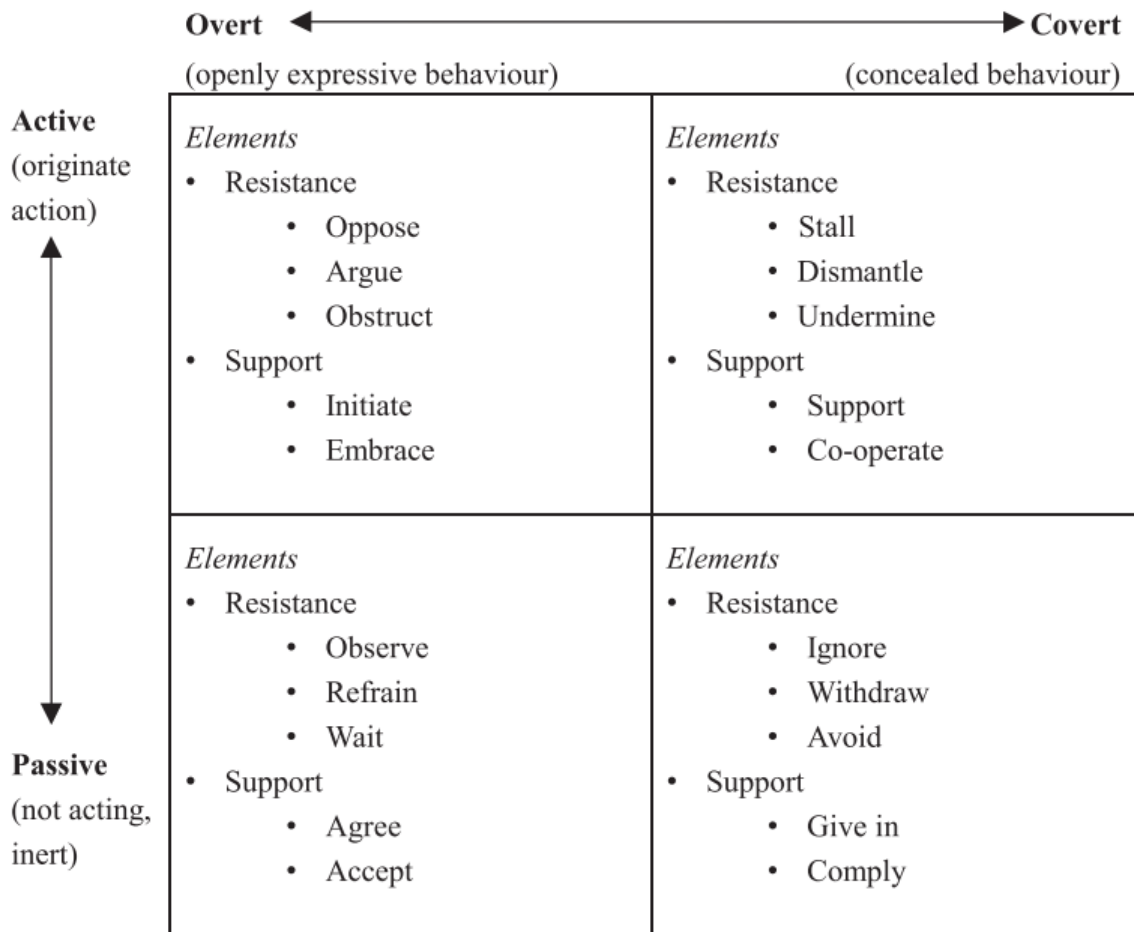 Overt Covert
(openly expressive behaviour) (concealed behaviour)
Active
(originate
action)
Elements
• Resistance
• Oppose
• Argue
• Obstruct
• Support
• Initiate
• Embrace
Elements
• Resistance
• Stall
• Dismantle
• Undermine
• Support
• Support
• Co-operate
Passive
(not acting,
inert)
Elements
• Resistance
• Observe
• Refrain
• Wait
• Support
• Agree
• Accept
Elements
• Resistance
• Ignore
• Withdraw
• Avoid
• Support
• Give in
• Comply